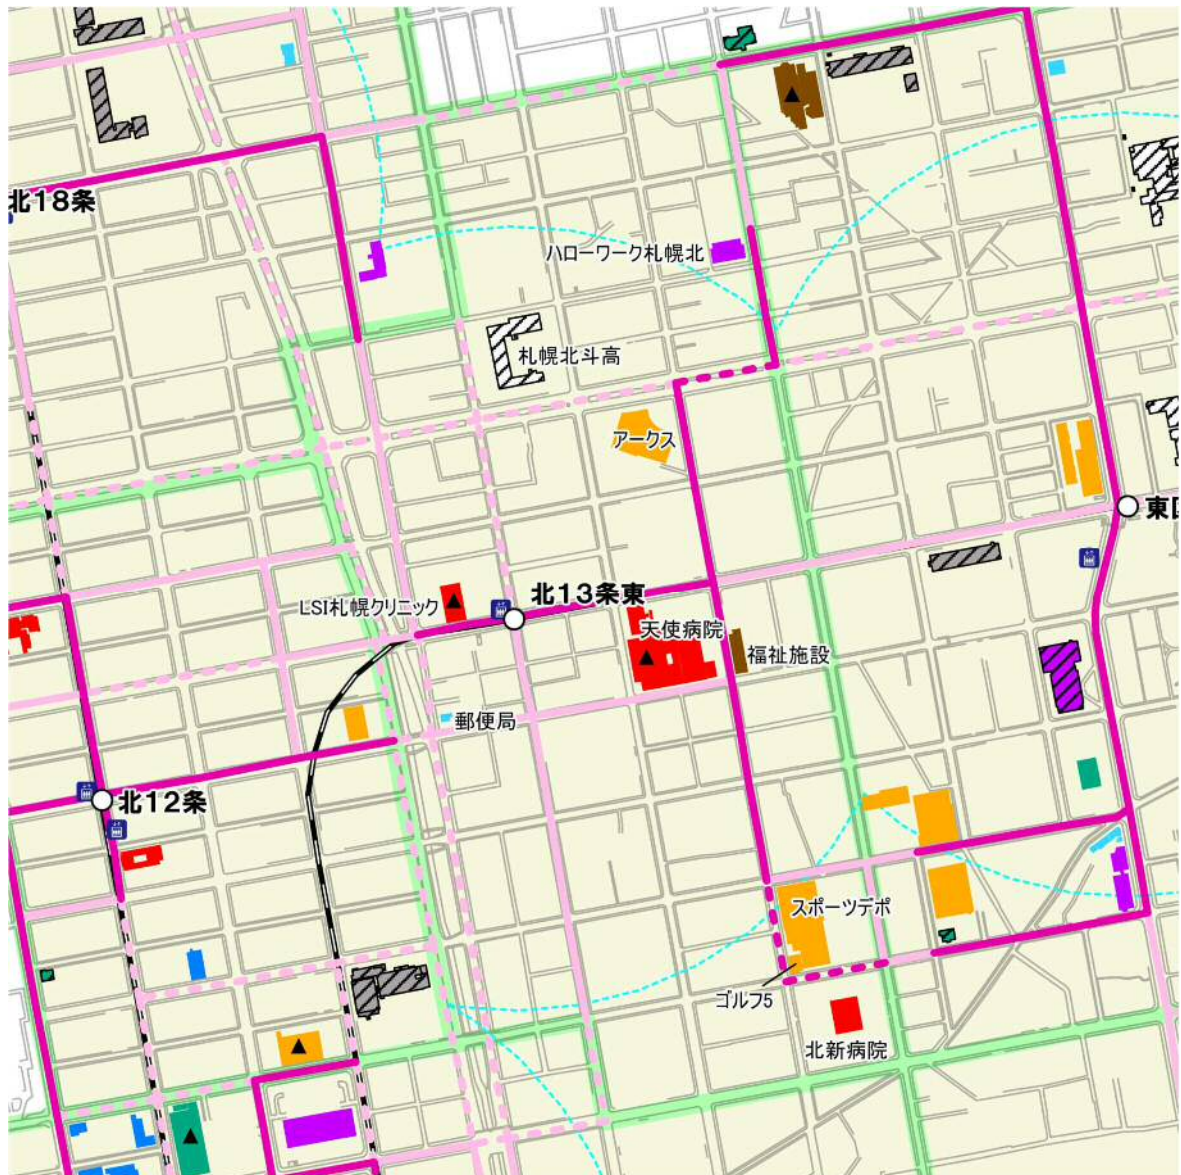 北18条
ハローワーク札幌北
札幌北斗高
アークス
東区
北13条東
LSI札幌クリニック
天使病院
福祉施設
郵便局
北12条
スポーツデポ
ゴルフ5
北新病院